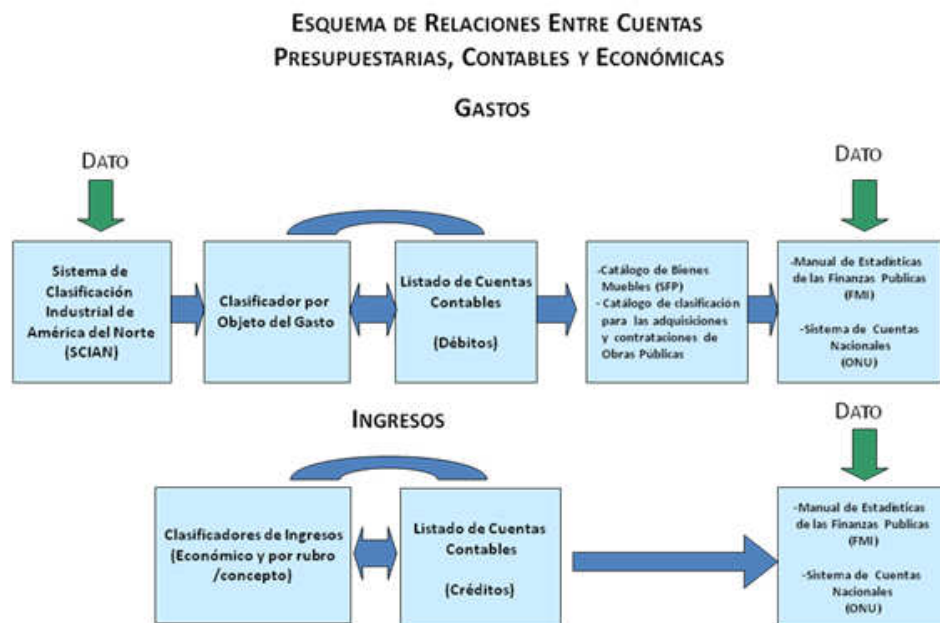 ESQUEMA DE RELACIONES ENTRE CUENTAS
PRESUPUESTARIAS, CONTABLES Y ECONÓMICAS
GASTOS
DATO
DATO
Sistema de
Clasificación
Industrial de
América del Norte
(SCIAN)
Clasificador por
Objeto del Gasto
Listado de Cuentas
Contables
(Débitos)
-Catálogo de Bienes
Muebles (SFP)
- Catálogo de clasificación
para las adquisiciones
y contrataciones de
Obras Públicas
-Manual de Estadísticas
de las Finanzas Publicas
(FMI)
-Sistema de Cuentas
Nacionales
(ONU)
INGRESOS
DATO
Clasificadores de Ingresos
(Económico y por rubro
/concepto)
Listado de Cuentas
Contables
(Créditos)
-Manual de Estadísticas
de las Finanzas Publicas
(FMI)
-Sistema de Cuentas
Nacionales
(ONU)